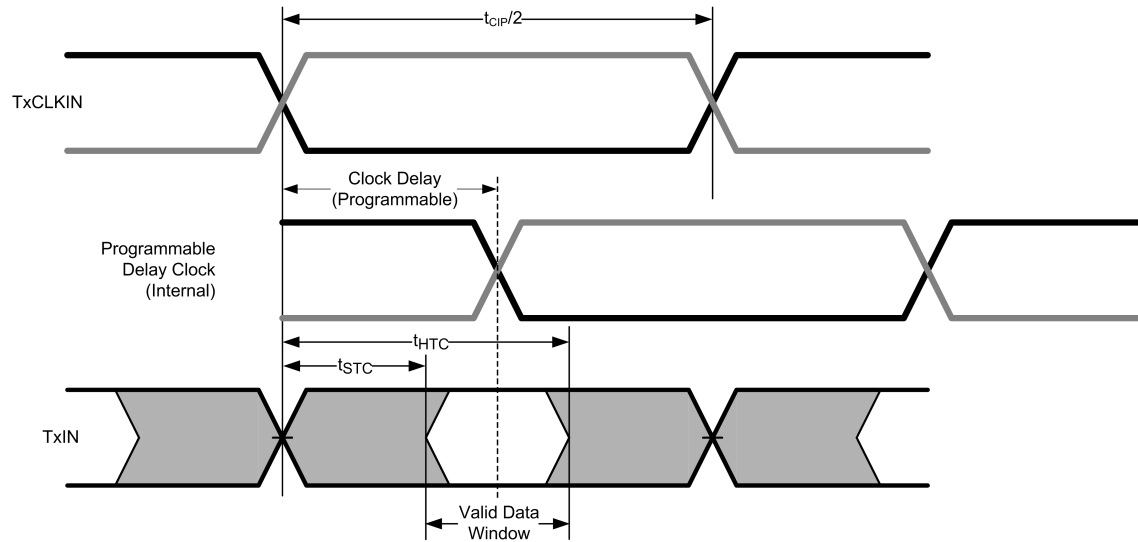 tCIP/2
TxCLKIN
Clock Delay
(Programmable)
Programmable
Delay Clock
(Internal)
tHTC
tSTC
TxIN
Valid Data
Window